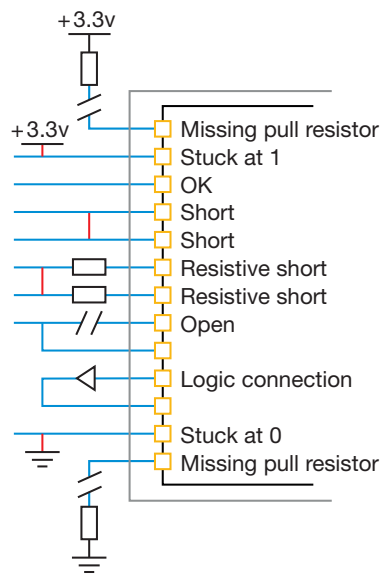 +3.3v
+3.3v
Missing pull resistor
Stuck at 1
OK
Short
Short
Resistive short
Resistive short
Open
Logic connection
Stuck at 0
Missing pull resistor